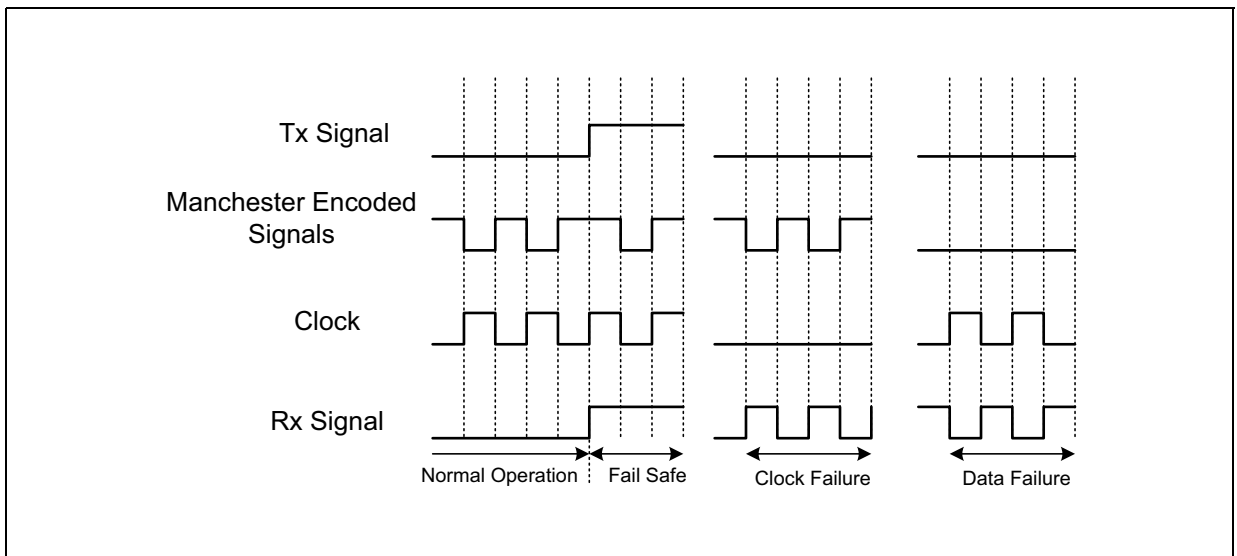 Tx Signal
Manchester Encoded
Signals
Clock
Rx Signal
Normal Operation
Fail Safe
Clock Failure
Data Failure